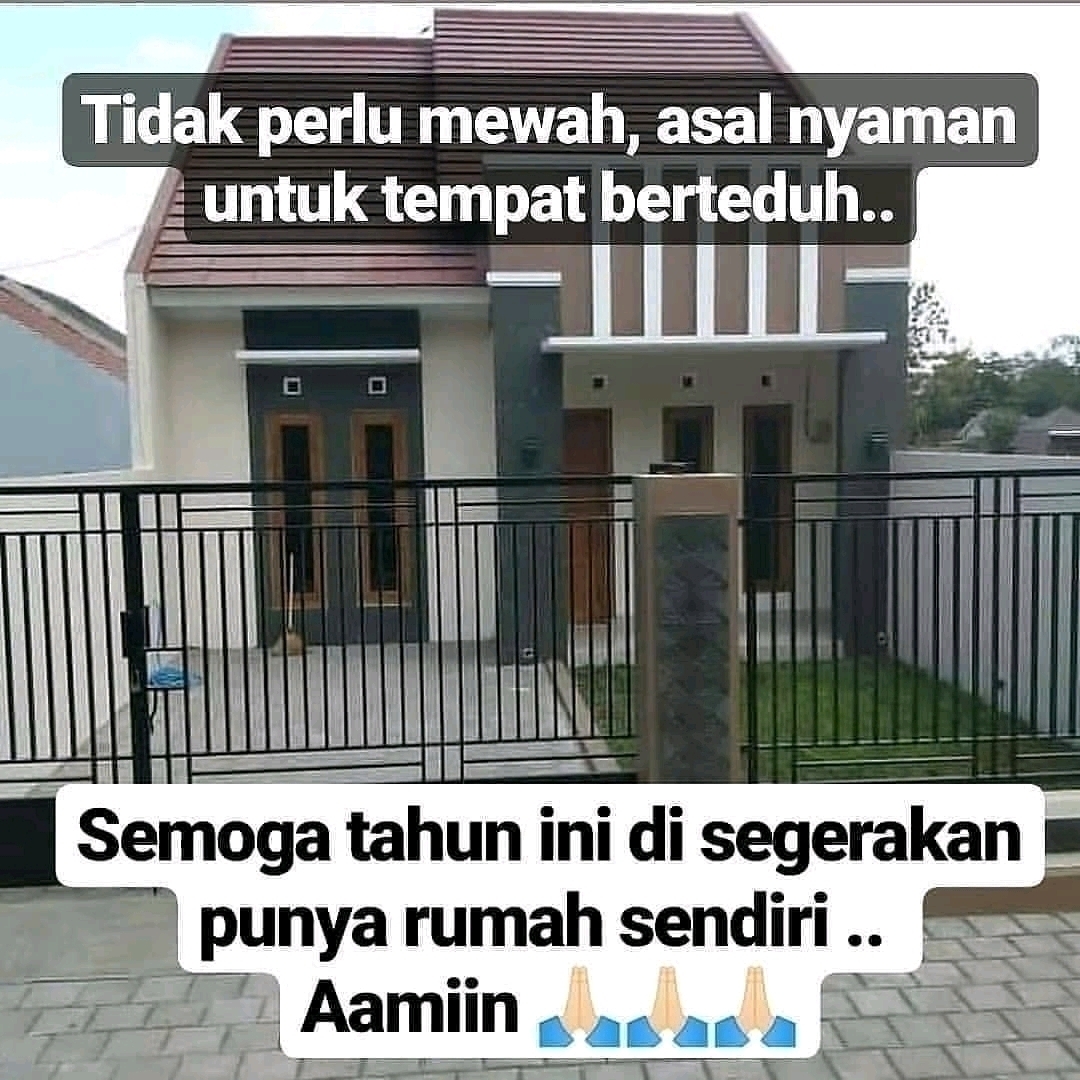 Tidak perlu mewah, asal nyaman
untuk tempat berteduh..
Semoga tahun ini di segerakan
punya rumah sendiri ..
Aamiin 🙏🏻🙏🏻🙏🏻